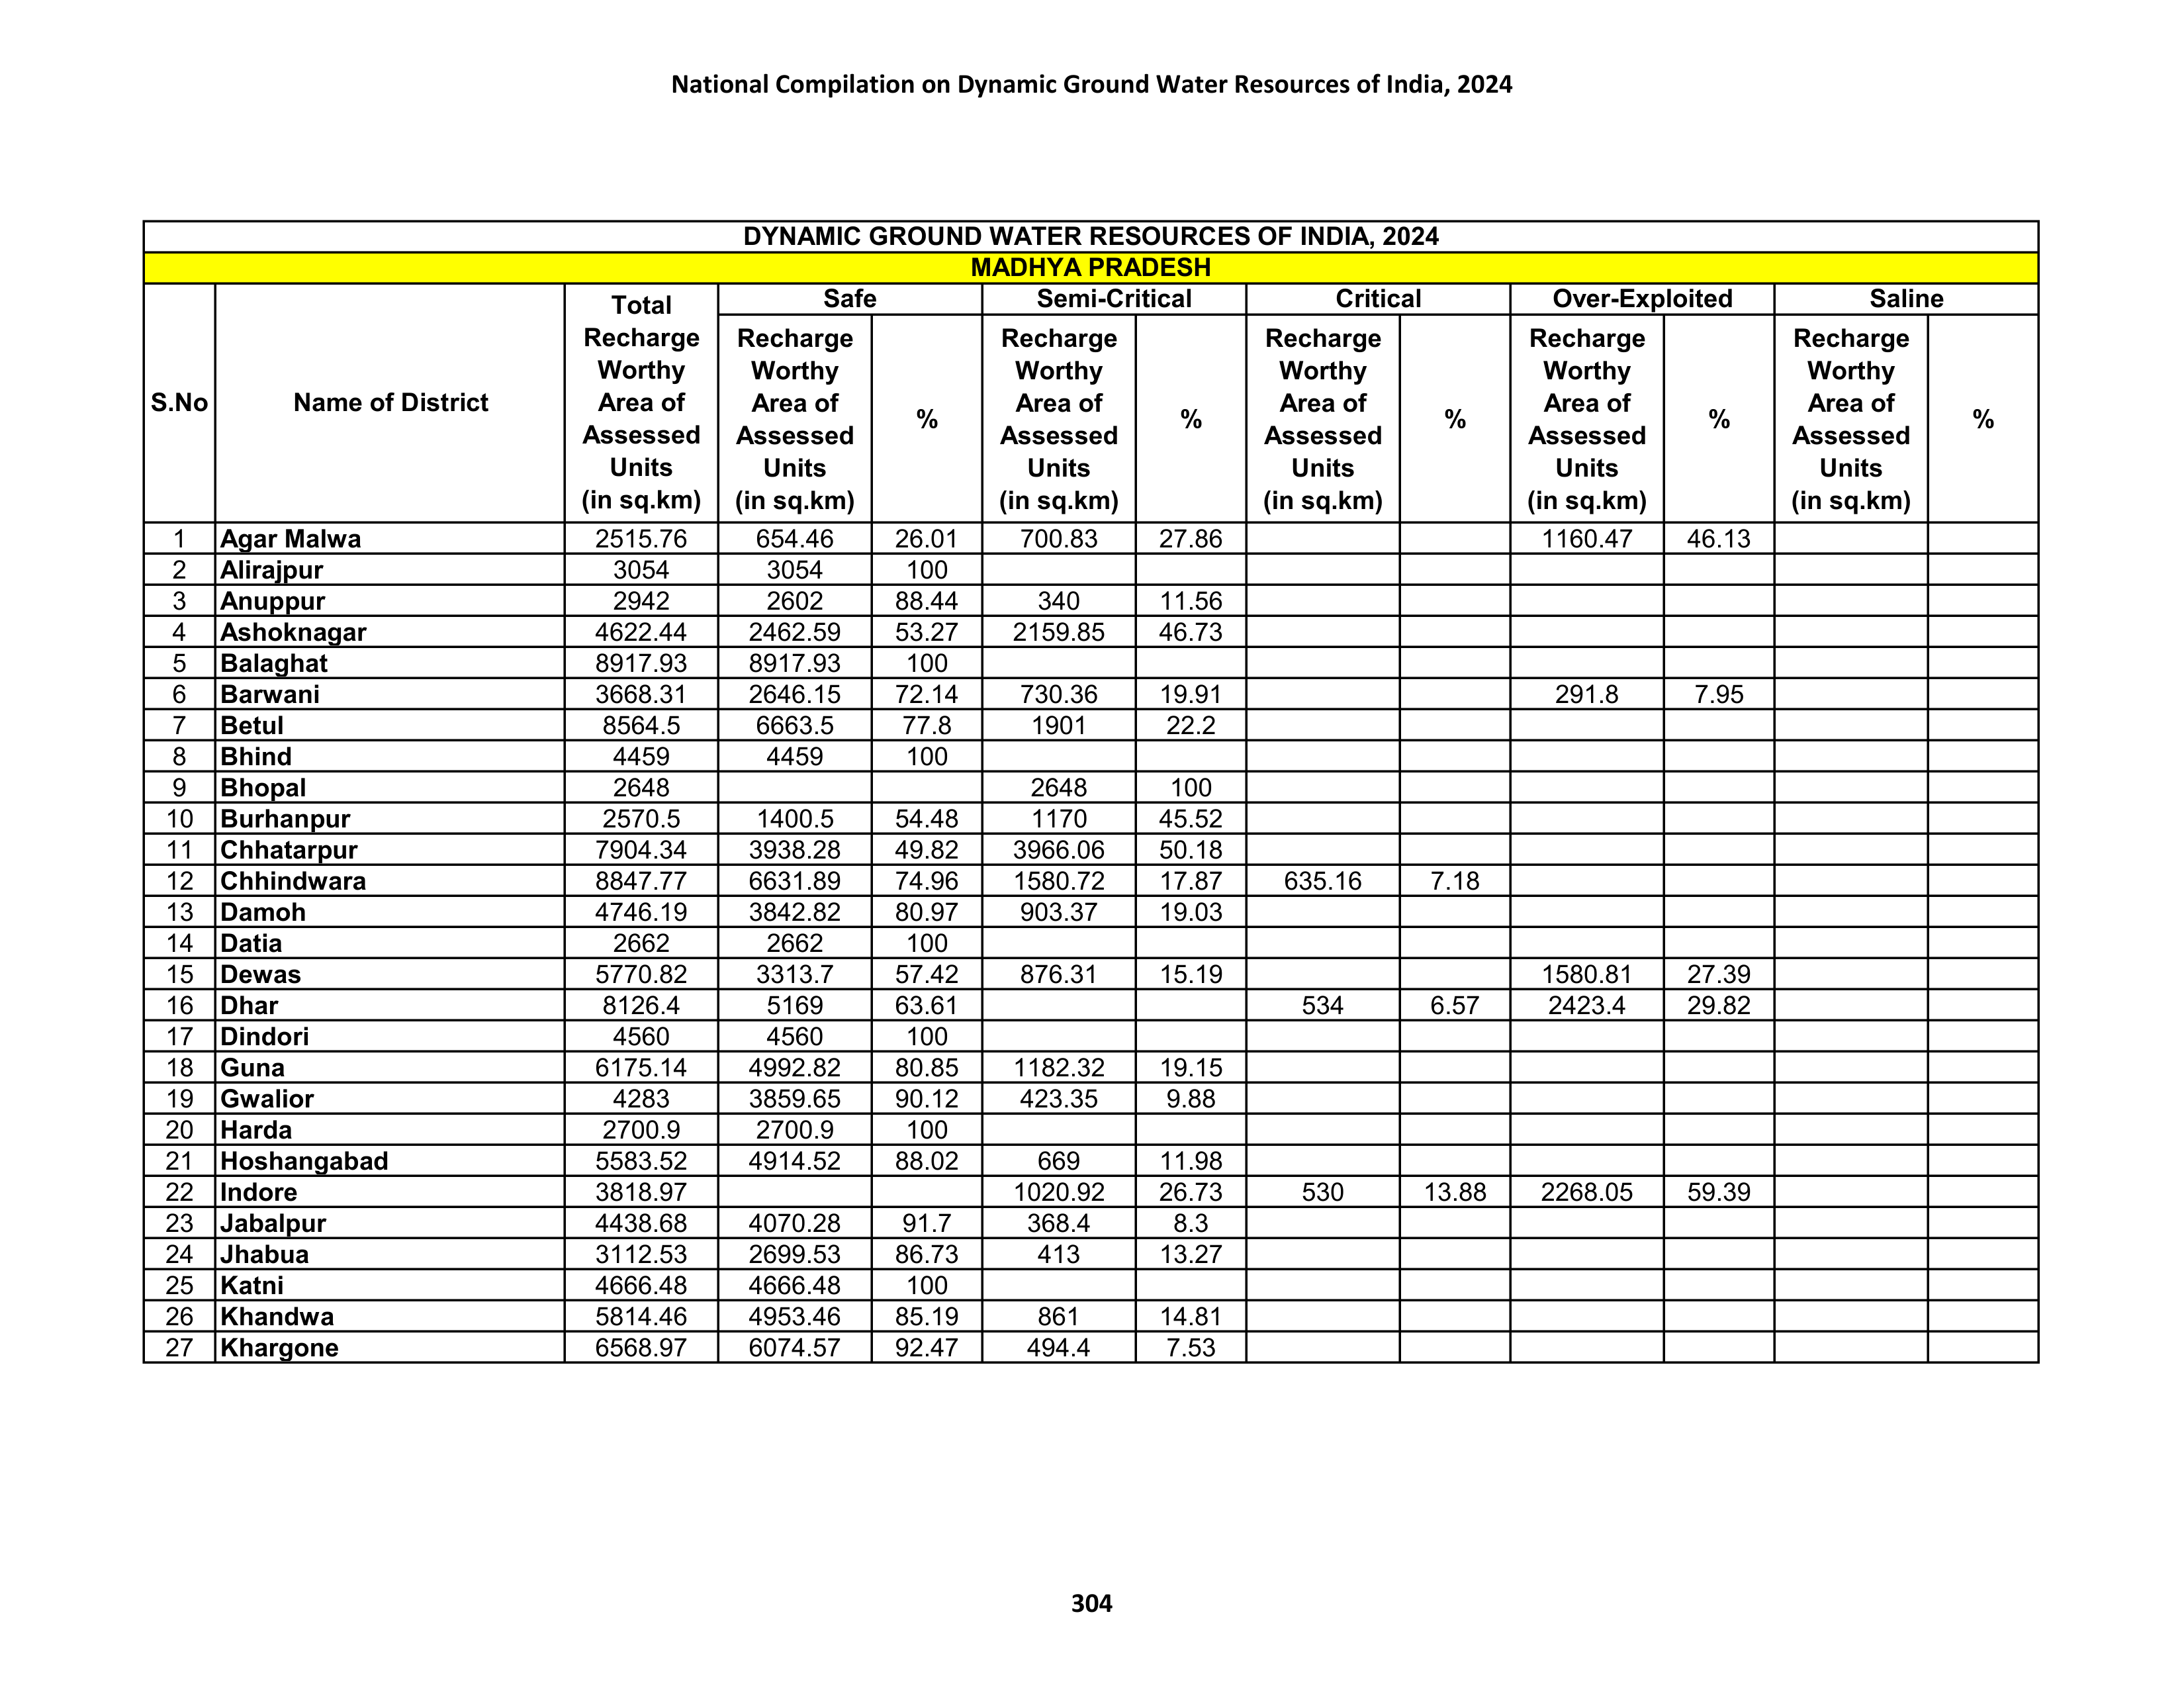 National Compilation on Dynamic Ground Water Resources of India, 2024
DYNAMIC GROUND WATER RESOURCES OF INDIA, 2024
MADHYA PRADESH
S.No Name of District Total Recharge Worthy Area of Assessed Units (in sq.km) Safe Semi-Critical Critical Over-Exploited Saline
Recharge Worthy Area of Assessed Units (in sq.km) % Recharge Worthy Area of Assessed Units (in sq.km) % Recharge Worthy Area of Assessed Units (in sq.km) % Recharge Worthy Area of Assessed Units (in sq.km) % Recharge Worthy Area of Assessed Units (in sq.km) %
1 Agar Malwa 2515.76 654.46 26.01 700.83 27.86 1160.47 46.13
2 Alirajpur 3054 3054 100
3 Anuppur 2942 2602 88.44 340 11.56
4 Ashoknagar 4622.44 2462.59 53.27 2159.85 46.73
5 Balaghat 8917.93 8917.93 100
6 Barwani 3668.31 2646.15 72.14 730.36 19.91 291.8 7.95
7 Betul 8564.5 6663.5 77.8 1901 22.2
8 Bhind 4459 4459 100
9 Bhopal 2648 2648 100
10 Burhanpur 2570.5 1400.5 54.48 1170 45.52
11 Chhatarpur 7904.34 3938.28 49.82 3966.06 50.18
12 Chhindwara 8847.77 6631.89 74.96 1580.72 17.87 635.16 7.18
13 Damoh 4746.19 3842.82 80.97 903.37 19.03
14 Datia 2662 2662 100
15 Dewas 5770.82 3313.7 57.42 876.31 15.19 1580.81 27.39
16 Dhar 8126.4 5169 63.61 534 6.57 2423.4 29.82
17 Dindori 4560 4560 100
18 Guna 6175.14 4992.82 80.85 1182.32 19.15
19 Gwalior 4283 3859.65 90.12 423.35 9.88
20 Harda 2700.9 2700.9 100
21 Hoshangabad 5583.52 4914.52 88.02 669 11.98
22 Indore 3818.97 1020.92 26.73 530 13.88 2268.05 59.39
23 Jabalpur 4438.68 4070.28 91.7 368.4 8.3
24 Jhabua 3112.53 2699.53 86.73 413 13.27
25 Katni 4666.48 4666.48 100
26 Khandwa 5814.46 4953.46 85.19 861 14.81
27 Khargone 6568.97 6074.57 92.47 494.4 7.53
304